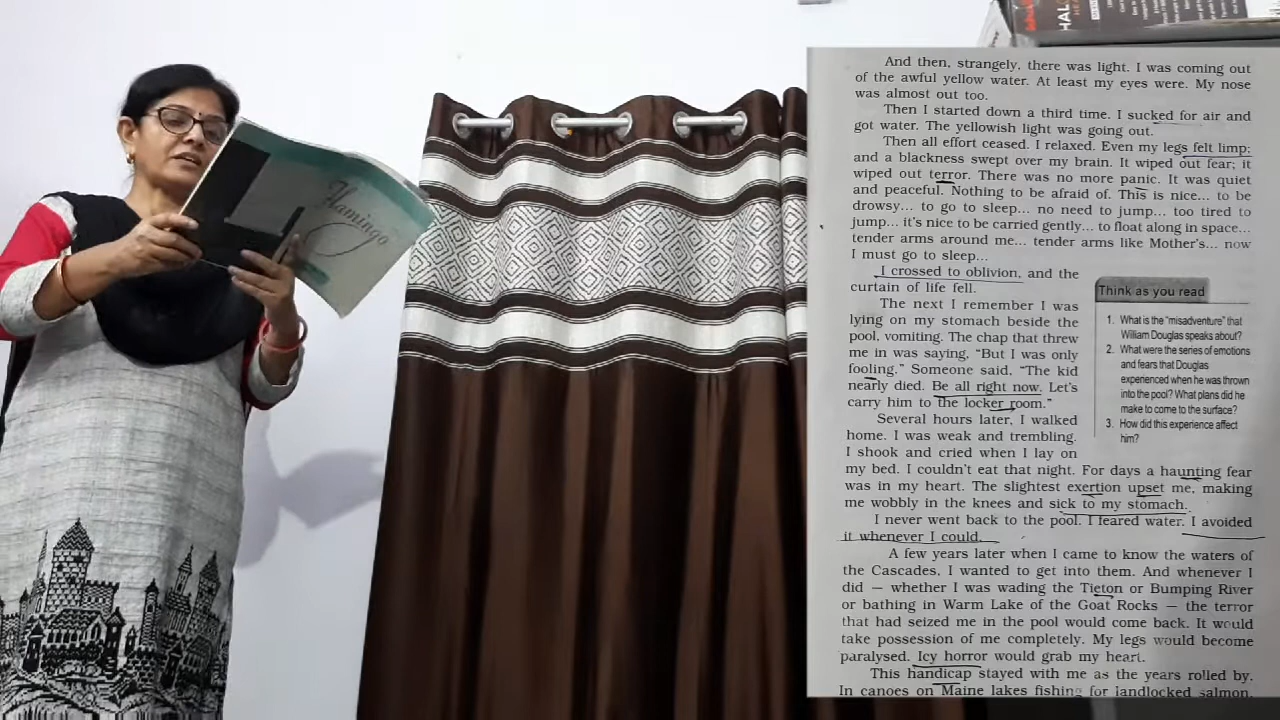 Flamingo
HAL
And then, strangely, there was light. I was coming out
of the awful yellow water. At least my eyes were. My nose
was almost out too.
Then I started down a third time. I sucked for air and
got water. The yellowish light was going out.
Then all effort ceased. I relaxed. Even my legs felt limp;
and a blackness swept over my brain. It wiped out fear; it
wiped out terror. There was no more panic. It was quiet
and peaceful. Nothing to be afraid of. This is nice... to be
drowsy... to go to sleep... no need to jump... too tired to
jump... it's nice to be carried gently... to float along in space...
tender arms around me... tender arms like Mother's... now
I must go to sleep...
I crossed to oblivion, and the
curtain of life fell.
The next I remember I was
lying on my stomach beside the
pool, vomiting. The chap that threw
me in was saying, “But I was only
fooling.” Someone said, “The kid
nearly died. Be all right now. Let's
carry him to the locker room.”
Several hours later, I walked
home. I was weak and trembling.
I shook and cried when I lay on
my bed. I couldn't eat that night. For days a haunting fear
was in my heart. The slightest exertion upset me, making
me wobbly in the knees and sick to my stomach.
I never went back to the pool. I feared water. I avoided
it whenever I could.
A few years later when I came to know the waters of
the Cascades, I wanted to get into them. And whenever I
did — whether I was wading the Tieton or Bumping River
or bathing in Warm Lake of the Goat Rocks — the terror
that had seized me in the pool would come back. It would
take possession of me completely. My legs would become
paralysed. Icy horror would grab my heart.
This handicap stayed with me as the years rolled by.
In canoes on Maine lakes fishing for landlocked salmon,
Think as you read
1. What is the “misadventure” that
William Douglas speaks about?
2. What were the series of emotions
and fears that Douglas
experienced when he was thrown
into the pool? What plans did he
make to come to the surface?
3. How did this experience affect
him?